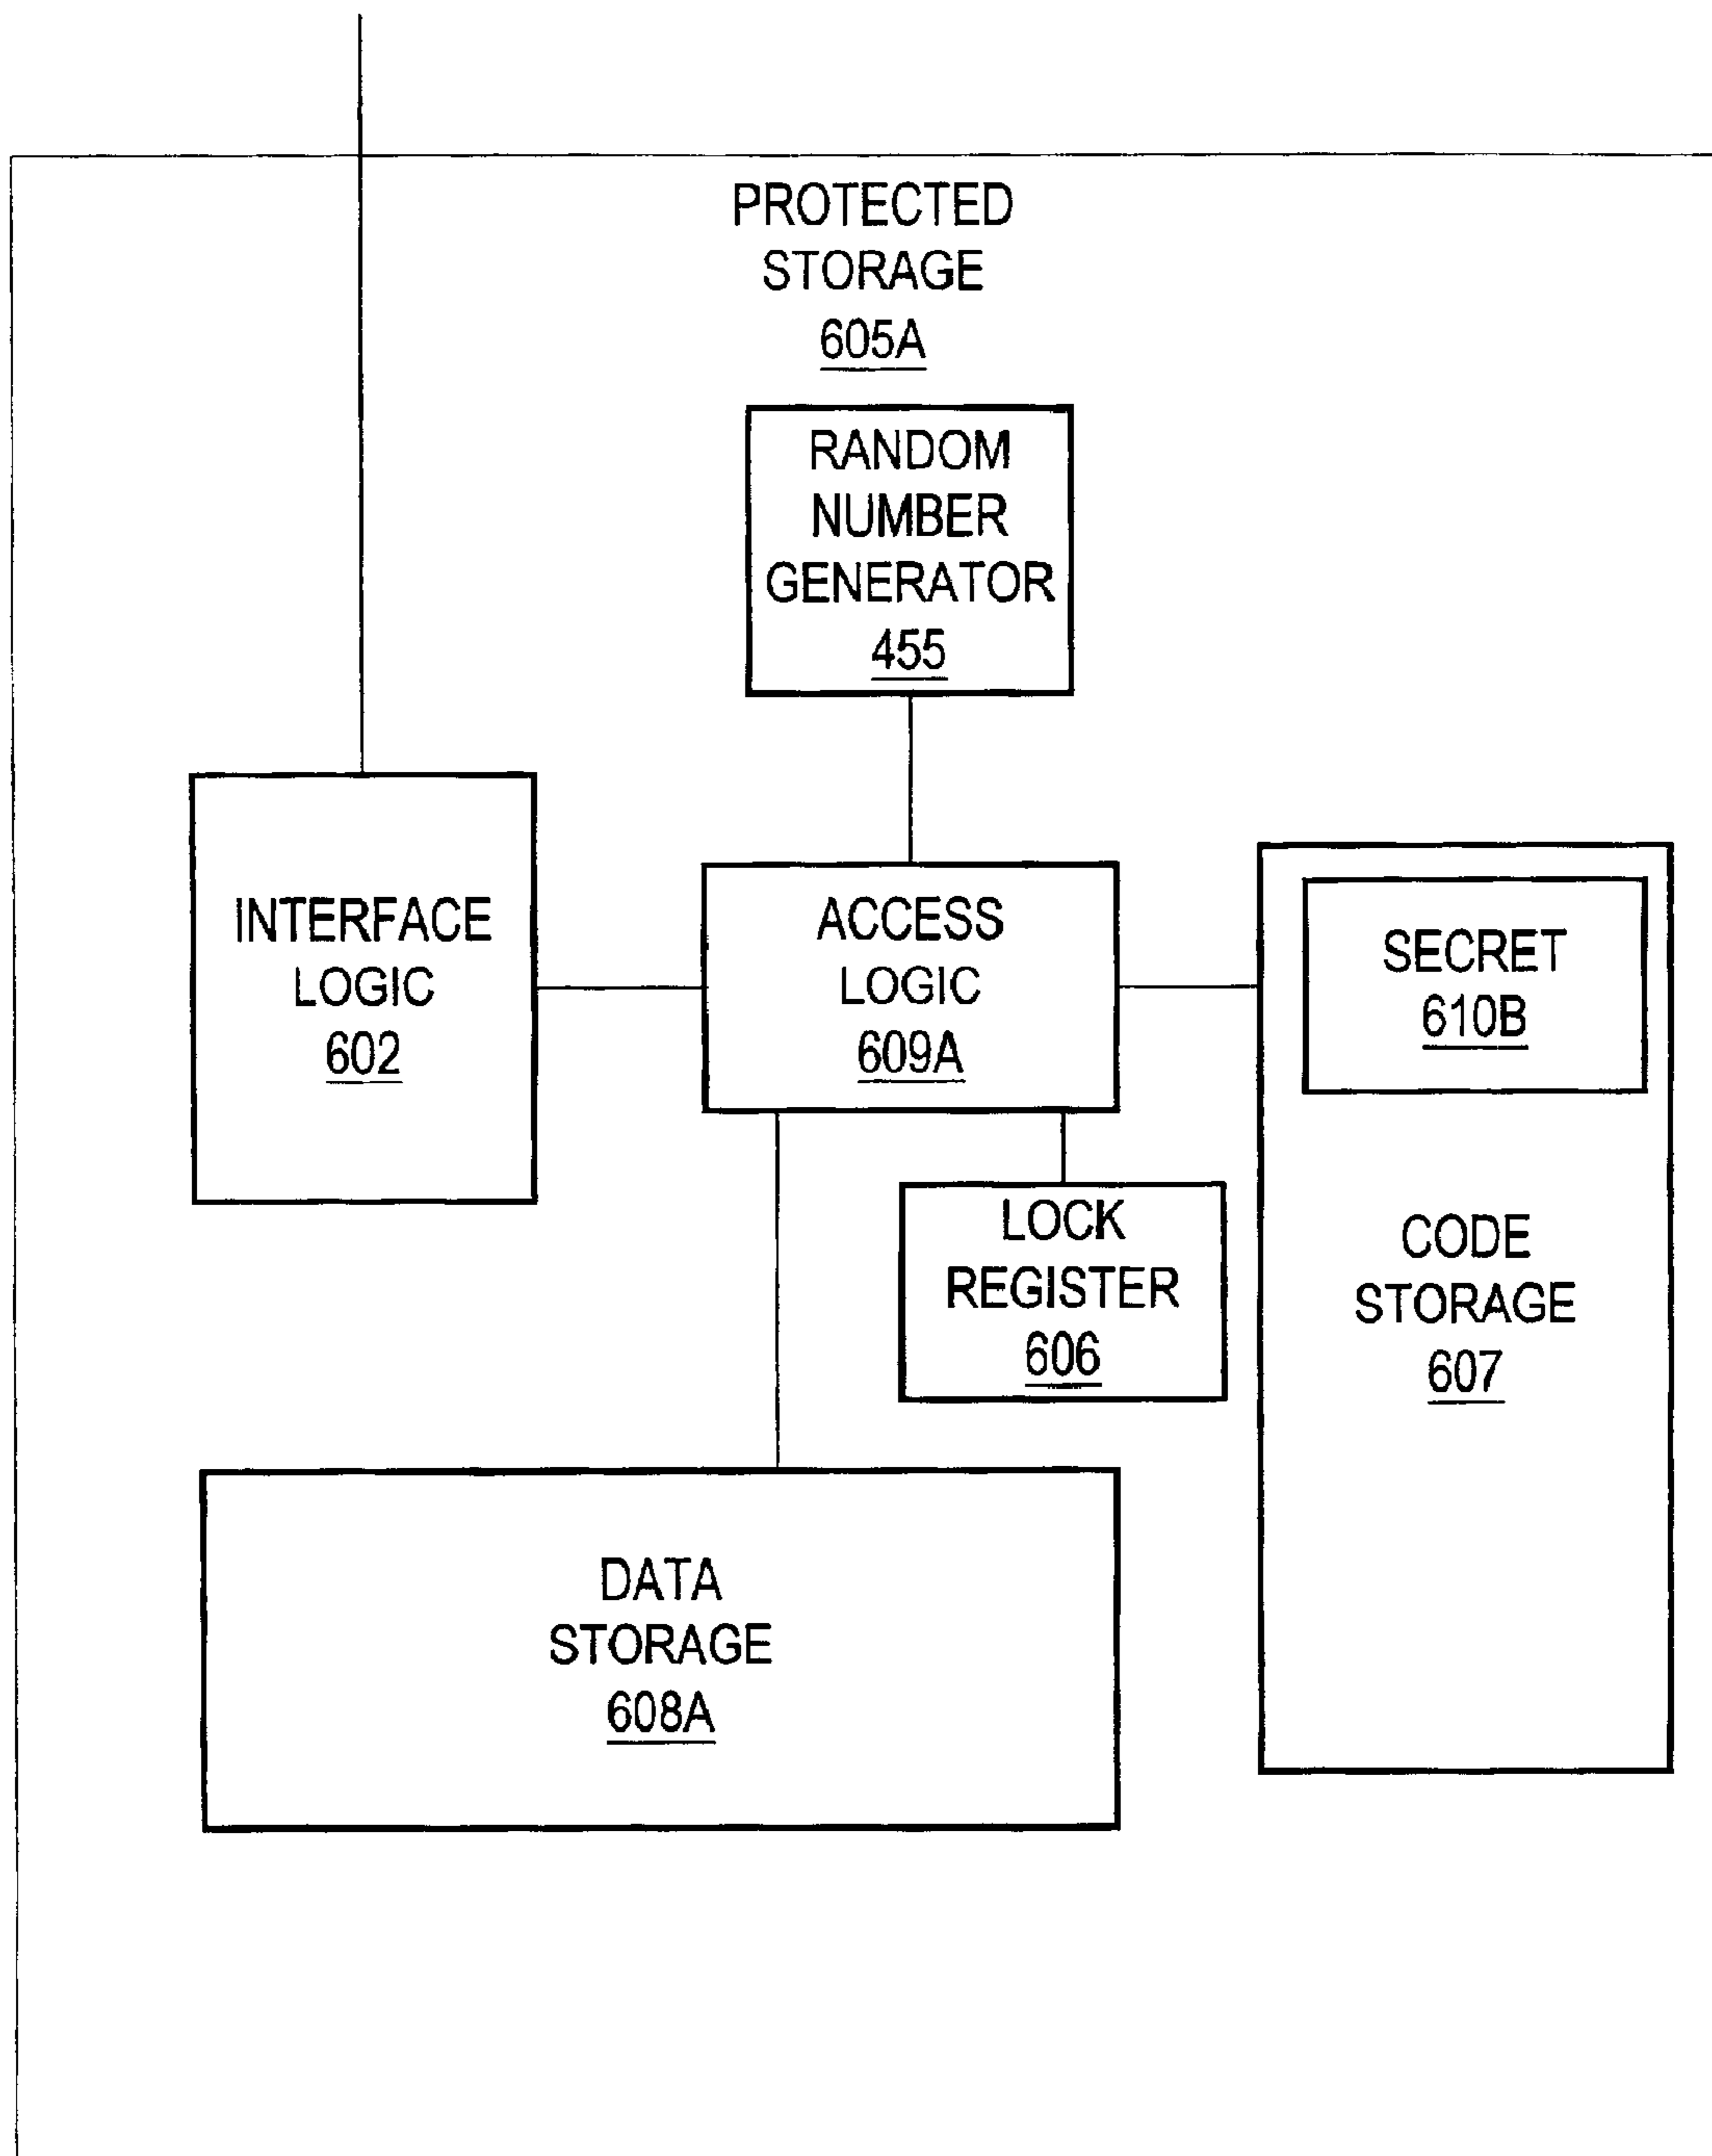 PROTECTED
STORAGE
605A
RANDOM
NUMBER
GENERATOR
455
INTERFACE
LOGIC
602
ACCESS
LOGIC
609A
SECRET
610B
LOCK
REGISTER
606
CODE
STORAGE
607
DATA
STORAGE
608A